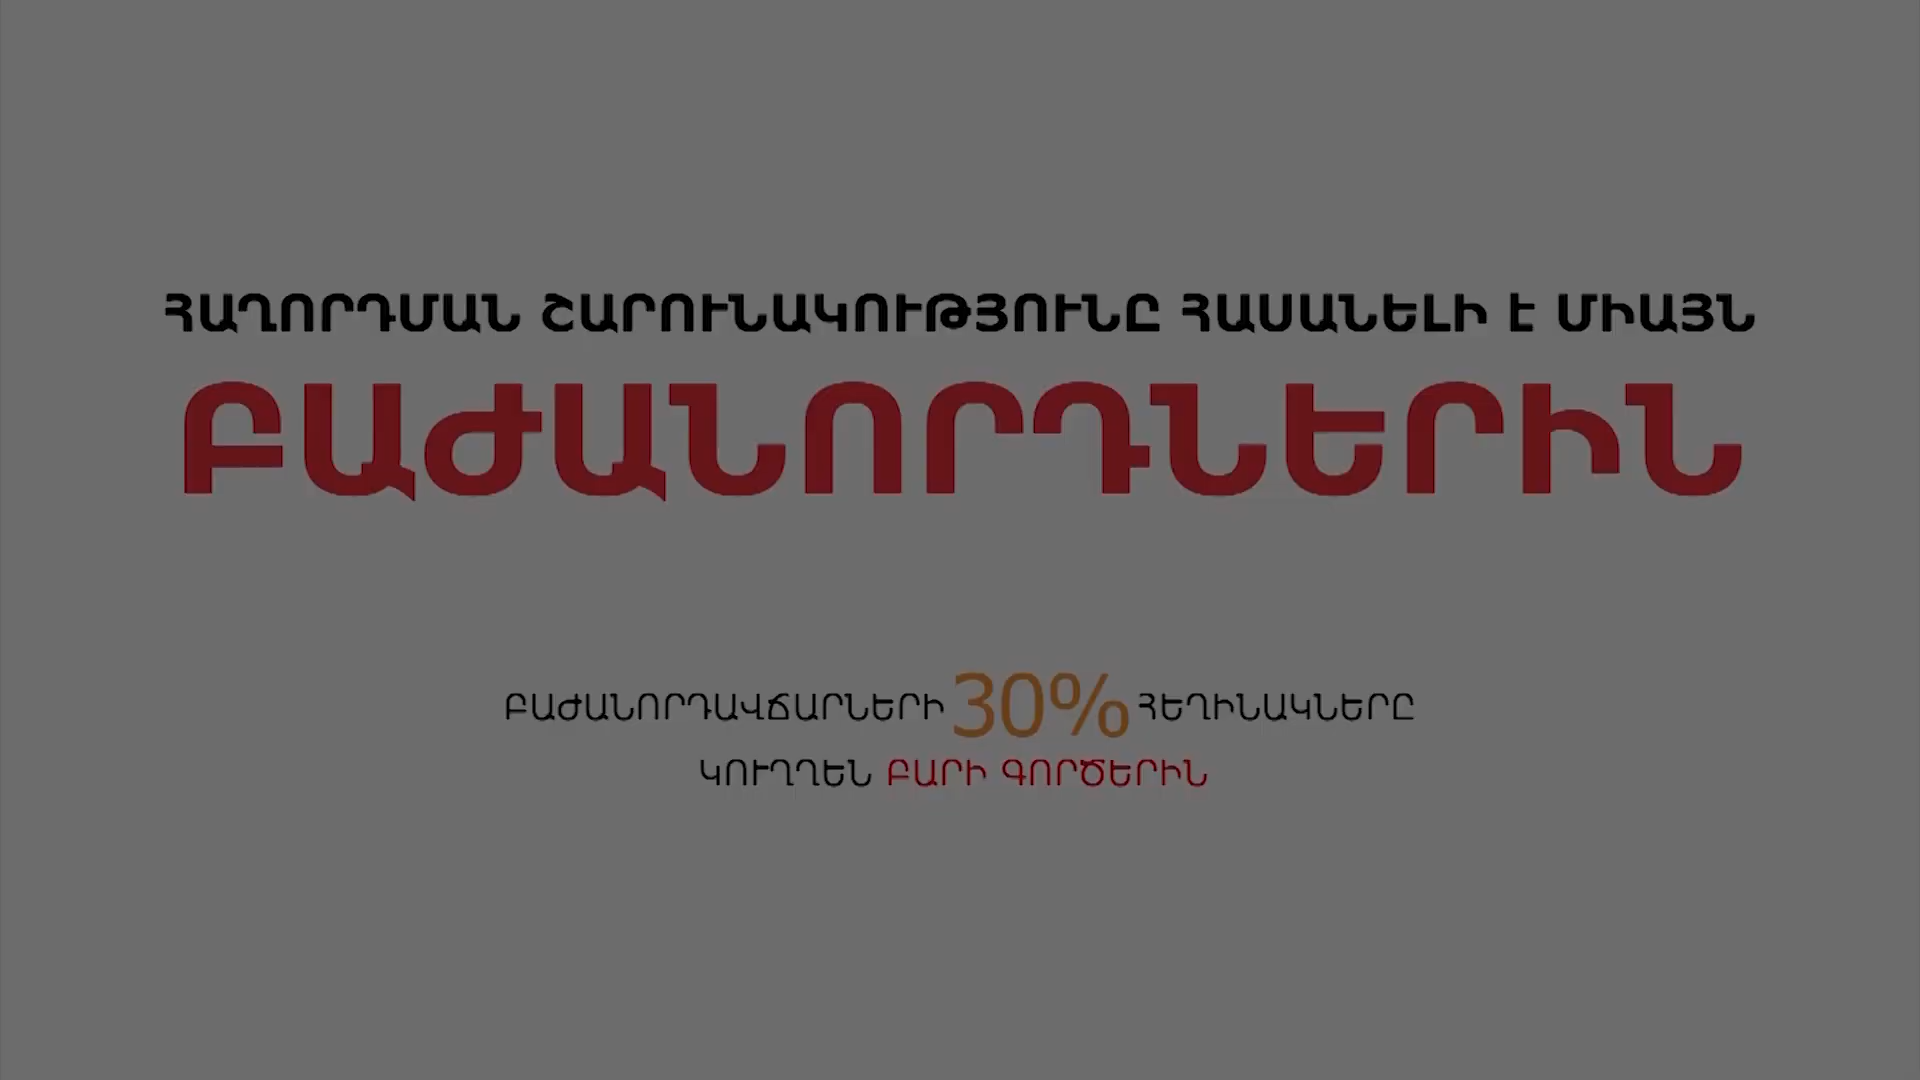 ՀԱՂՈՐԴՄԱՆ ՇԱՐՈՒՆԱԿՈՒԹՅՈՒՆԸ ՀԱՍԱՆԵԼԻ Է ՄԻԱՅՆ
ԲԱԺԱՆՈՐԴՆԵՐԻՆ
ԲԱԺԱՆՈՐԴԱՎՃԱՐՆԵՐԻ 30% ՀԵՂԻՆԱԿՆԵՐԸ
ԿՈՒՂՂԵՆ ԲԱՐԻ ԳՈՐԾԵՐԻՆ